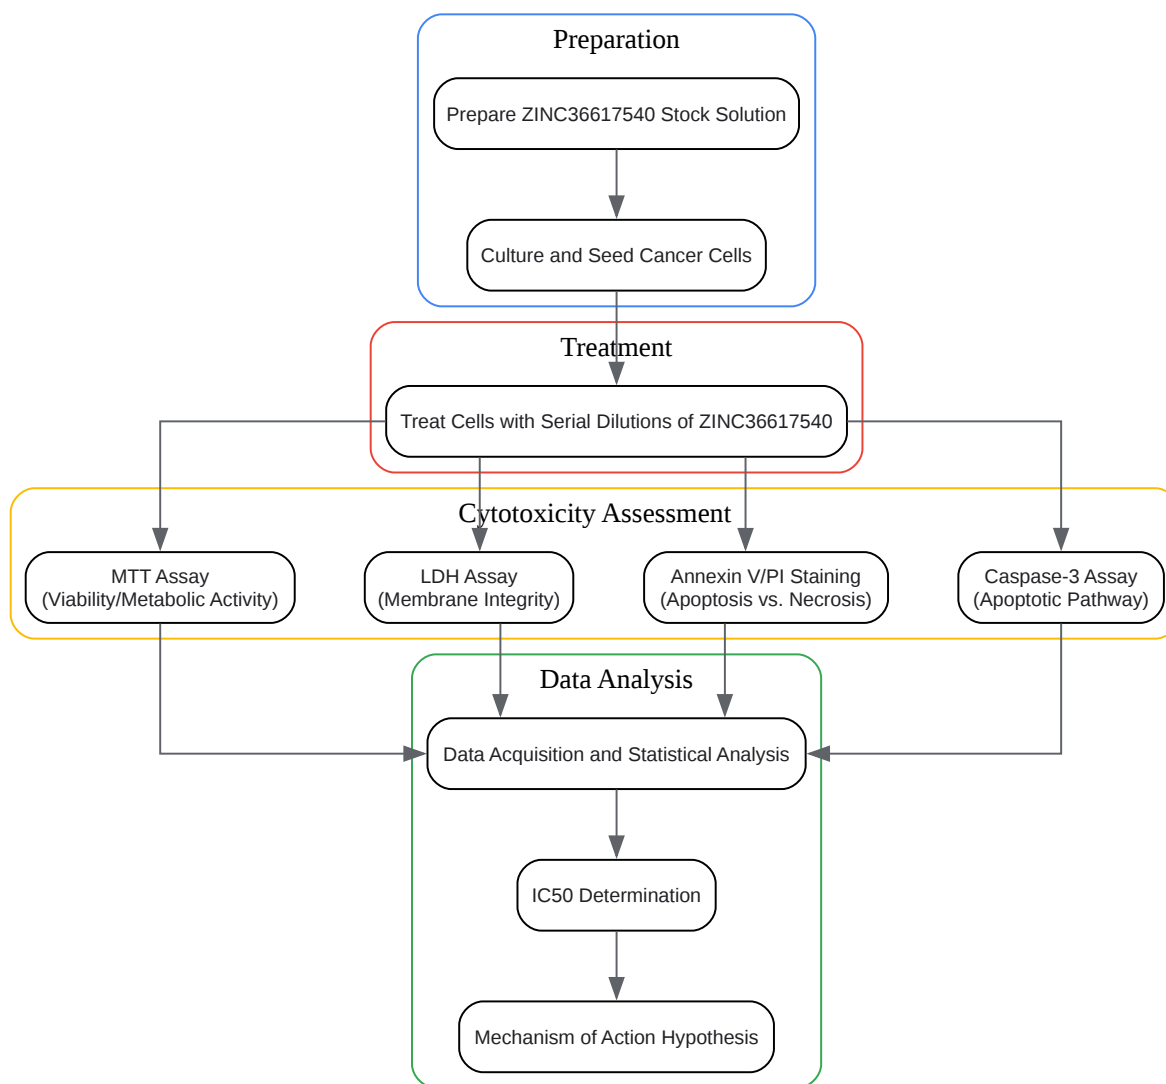 Preparation
Prepare ZINC36617540 Stock Solution
Culture and Seed Cancer Cells
Treatment
Treat Cells with Serial Dilutions of ZINC36617540
Cytotoxicity Assessment
MTT Assay
(Viability/Metabolic Activity)
LDH Assay
(Membrane Integrity)
Annexin V/PI Staining
(Apoptosis vs. Necrosis)
Caspase-3 Assay
(Apoptotic Pathway)
Data Analysis
Data Acquisition and Statistical Analysis
IC50 Determination
Mechanism of Action Hypothesis